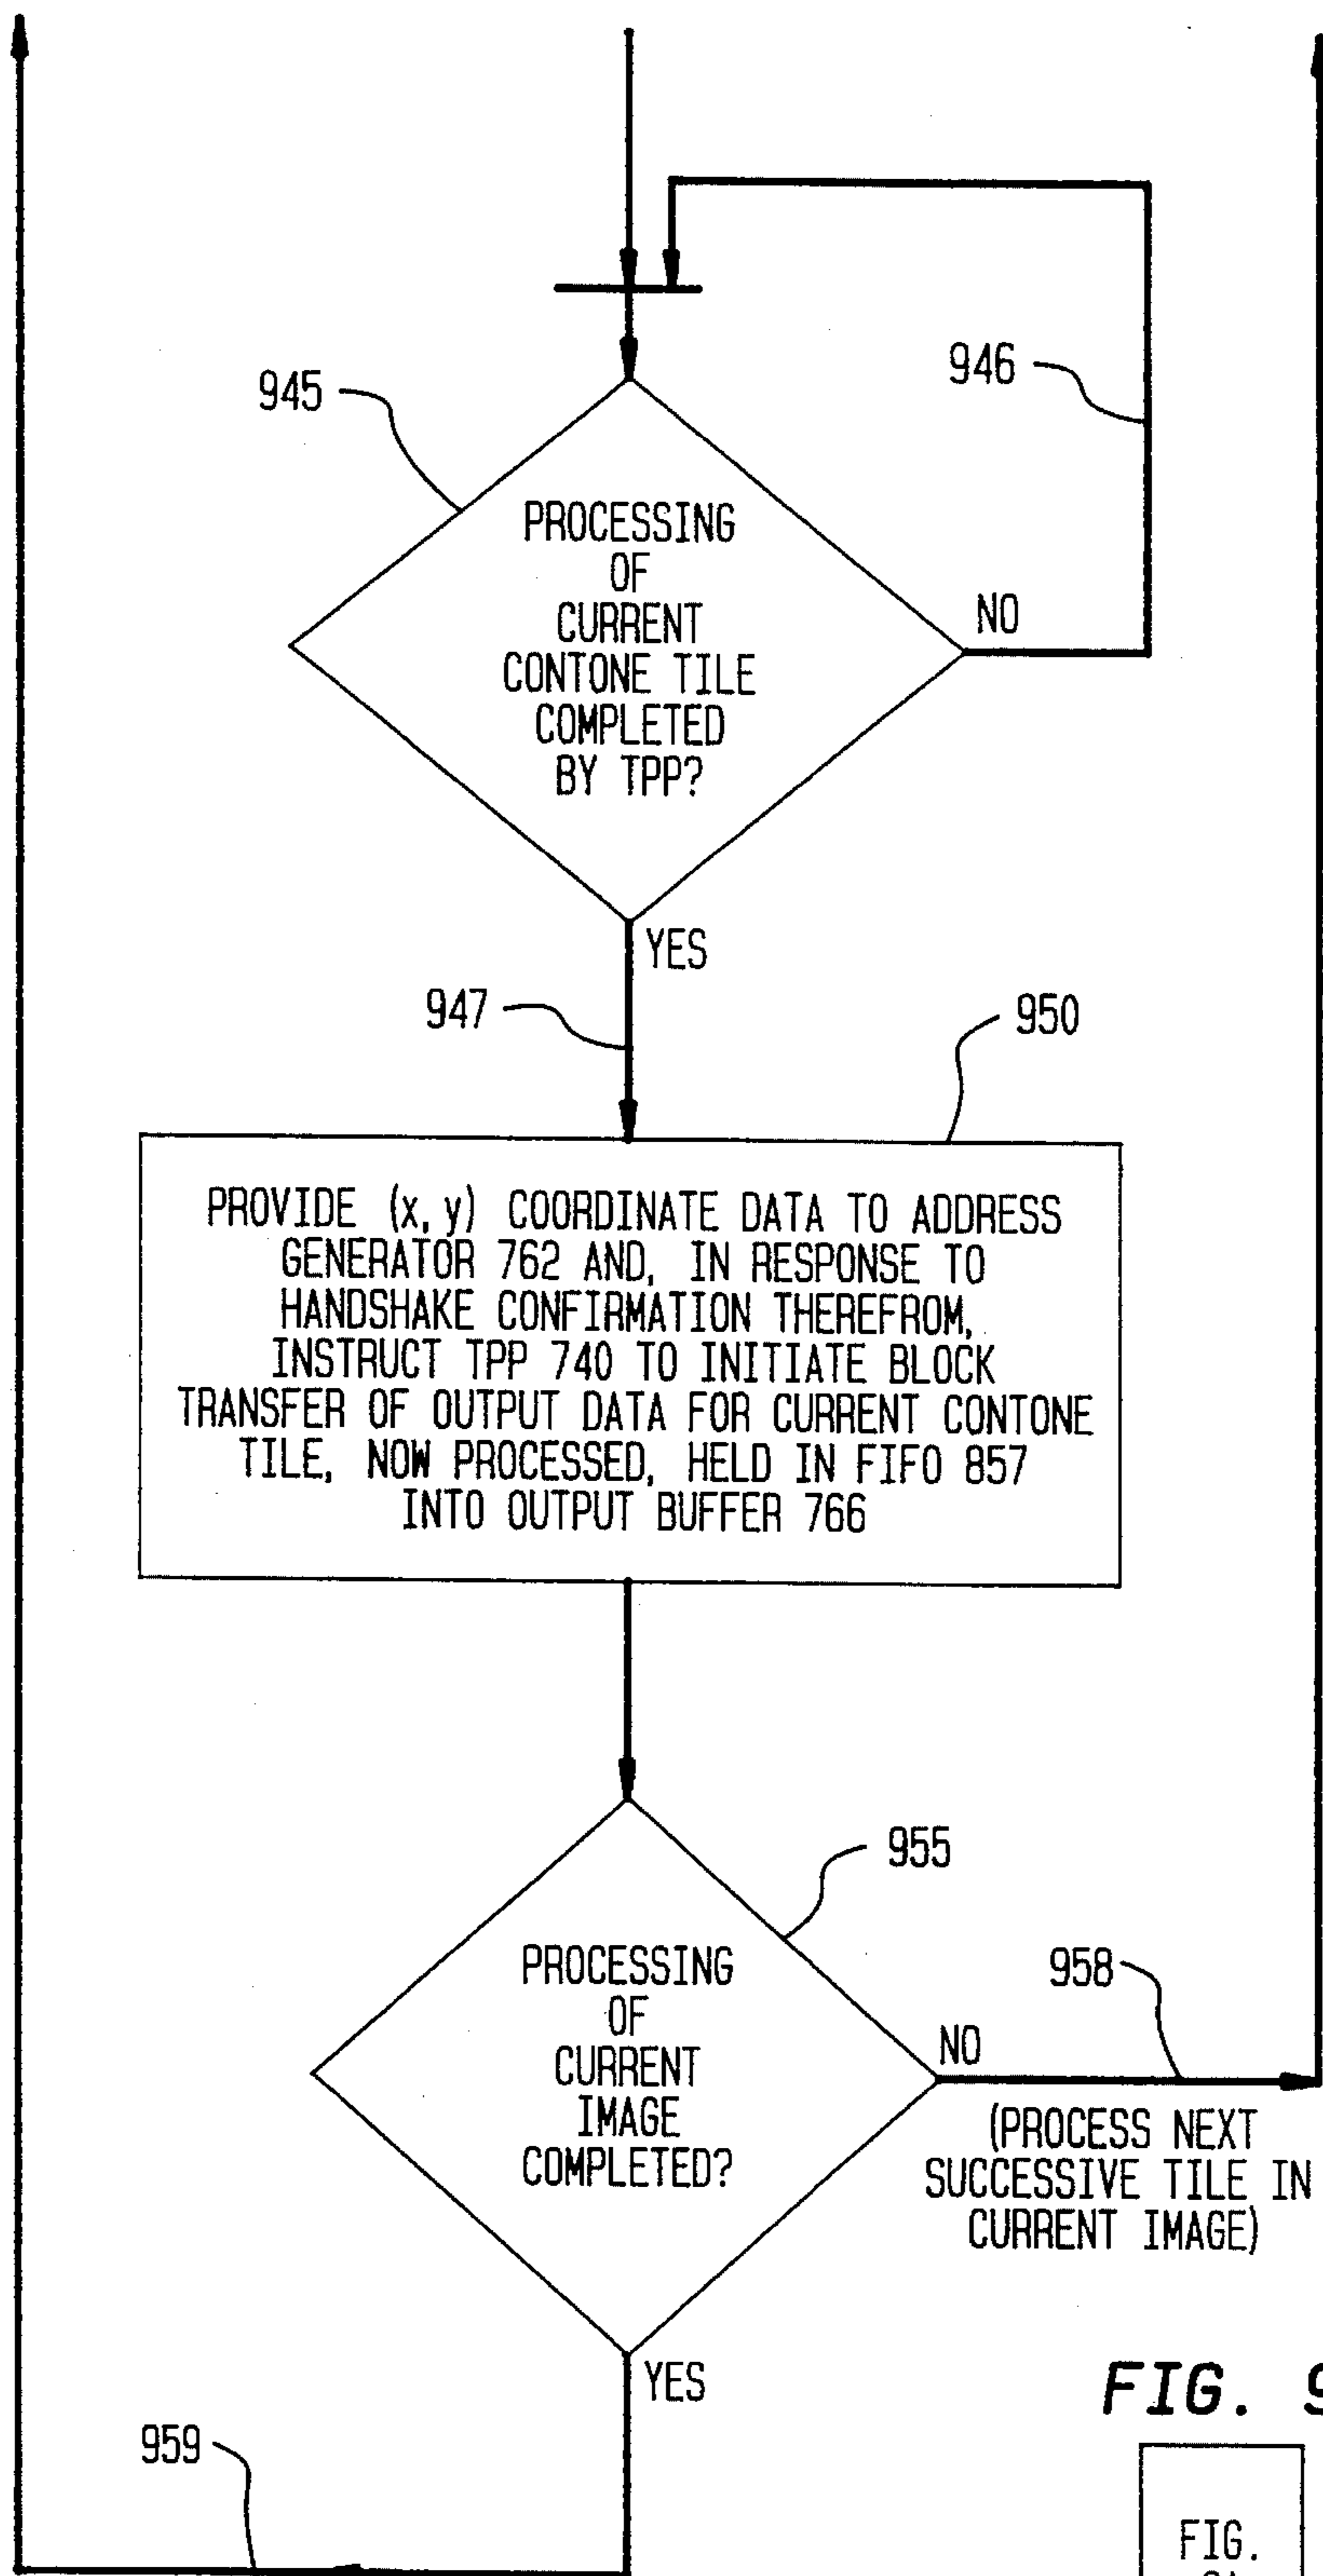 946
945
PROCESSING
OF
CURRENT
CONTONE TILE
COMPLETED
BY TPP?
NO
YES
947
950
PROVIDE (x, y) COORDINATE DATA TO ADDRESS
GENERATOR 762 AND, IN RESPONSE TO
HANDSHAKE CONFIRMATION THEREFROM,
INSTRUCT TPP 740 TO INITIATE BLOCK
TRANSFER OF OUTPUT DATA FOR CURRENT CONTONE
TILE, NOW PROCESSED, HELD IN FIFO 857
INTO OUTPUT BUFFER 766
955
PROCESSING
OF
CURRENT
IMAGE
COMPLETED?
958
NO
(PROCESS NEXT
SUCCESSIVE TILE IN
CURRENT IMAGE)
YES
FIG.
959
FIG.